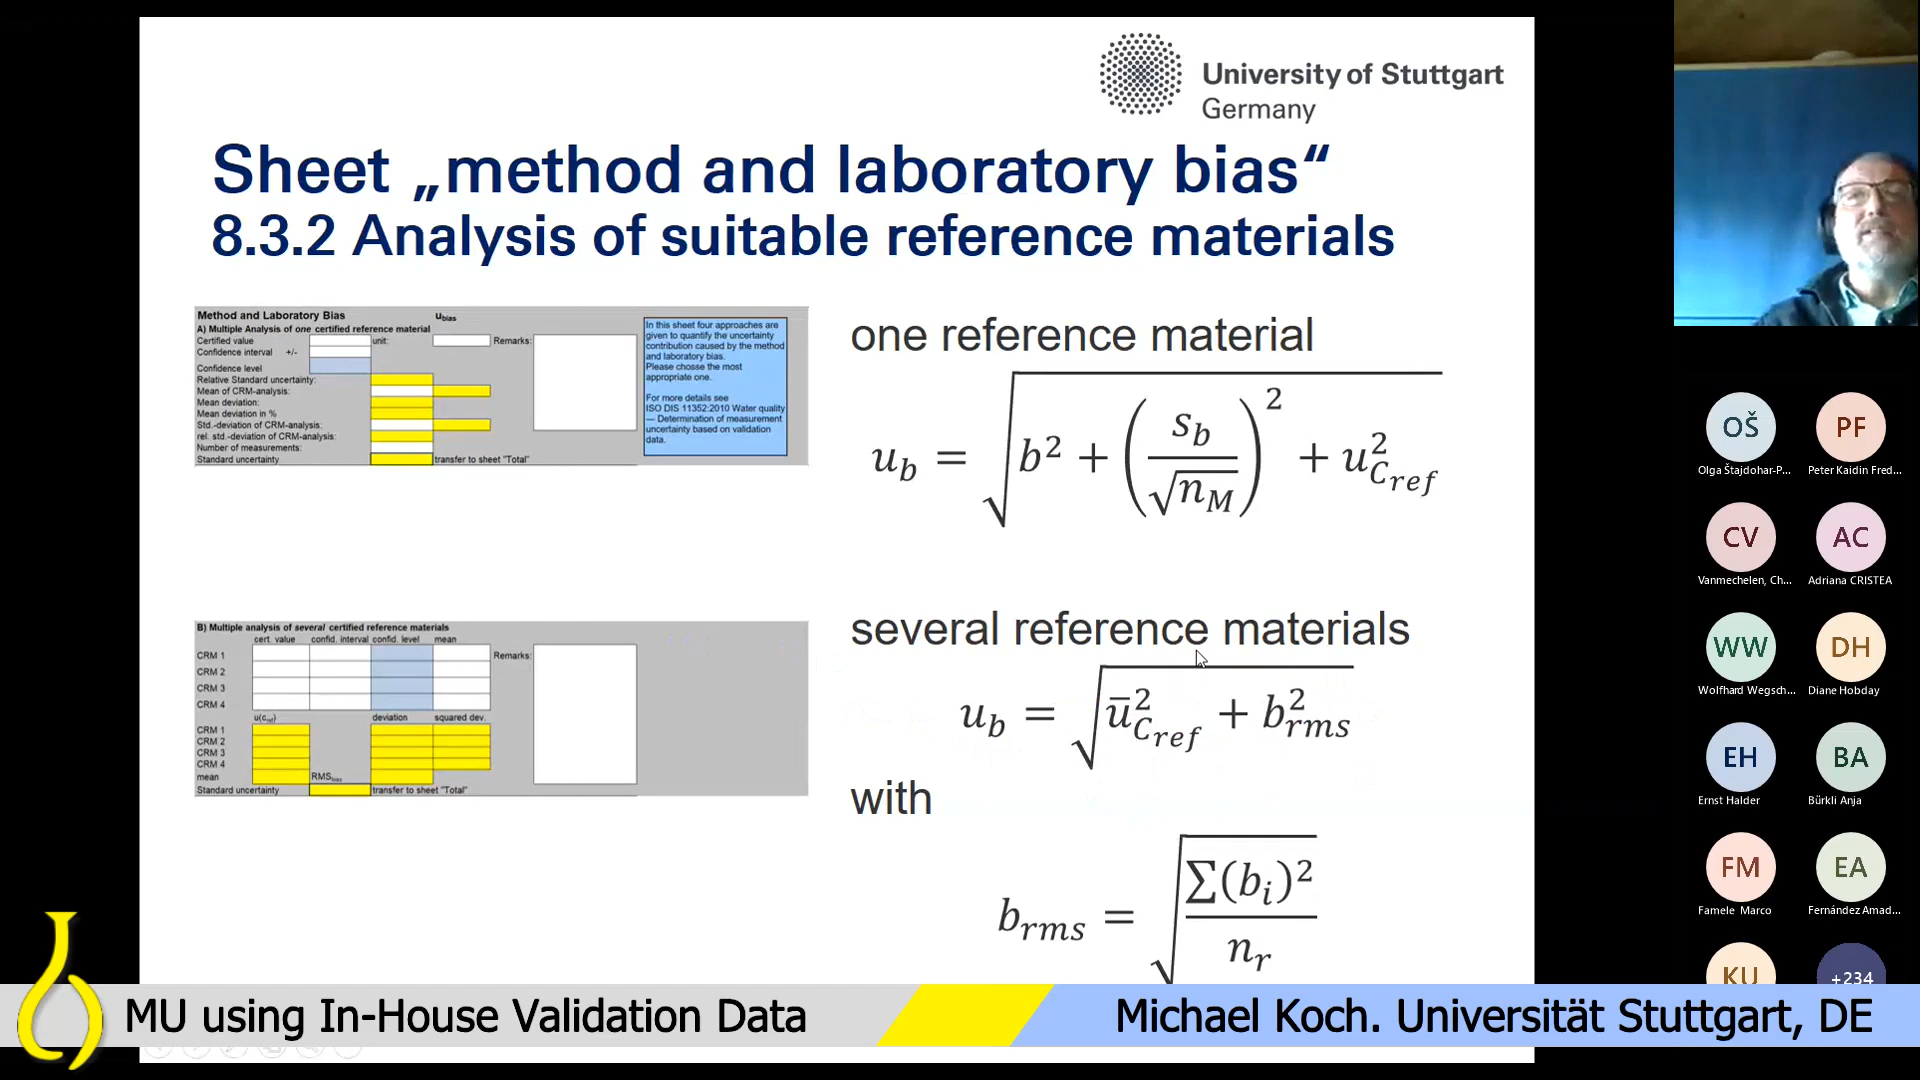 University of Stuttgart
Germany
Sheet „method and laboratory bias“
8.3.2 Analysis of suitable reference materials
Method and Laboratory Bias u_bias
A) Multiple Analysis of one certified reference material
Certified value unit: Remarks:
Confidence interval +/-
Confidence level
Relative Standard uncertainty:
Mean of CRM-analysis:
Mean deviation:
Mean deviation in %
Std.-deviation of CRM-analysis:
rel. std.-deviation of CRM-analysis:
Number of measurements:
Standard uncertainty transfer to sheet "Total"
In this sheet four approaches are
given to quantify the uncertainty
contribution caused by the method
and laboratory bias.
Please chosse the most
appropriate one.
For more details see
ISO DIS 11352:2010 Water quality
— Determination of measurement
uncertainty based on validation
data.
one reference material
u_b = √(b² + (s_b/√n_M)² + u²_{C_ref})
B) Multiple analysis of several certified reference materials
cert. value confid. interval confid. level mean
CRM 1 Remarks:
CRM 2
CRM 3
CRM 4
u(c_ref) deviation squared dev.
CRM 1
CRM 2
CRM 3
CRM 4
mean RMS_bias
Standard uncertainty transfer to sheet "Total"
several reference materials
u_b = √(ū²_{C_ref} + b²_rms)
with
b_rms = √(∑(b_i)²/n_r)
OŠ PF
Olga Štajdohar-P... Peter Kaidin Fred...
CV AC
Vanmechelen, Ch... Adriana CRISTEA
WW DH
Wolfhard Wegsch... Diane Hobday
EH BA
Ernst Halder Bürkli Anja
FM EA
Famele Marco Fernández Amad...
KU +234
MU using In-House Validation Data
Michael Koch. Universität Stuttgart, DE